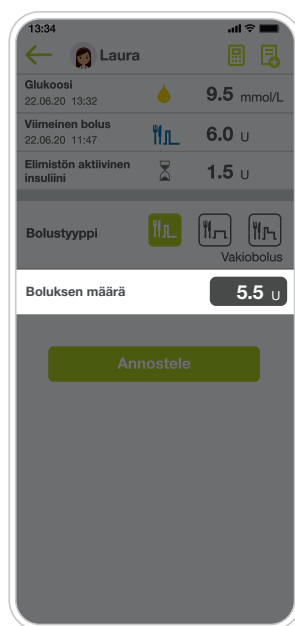 13:34
Laura
Glukoosi
22.06.20 13:32
9.5 mmol/L
Viimeinen bolus
22.06.20 11:47
6.0 U
Elimistön aktiivinen
insuliini
1.5 U
Bolustyyppi
Vakiobolus
Boluksen määrä
5.5 U
Annostele